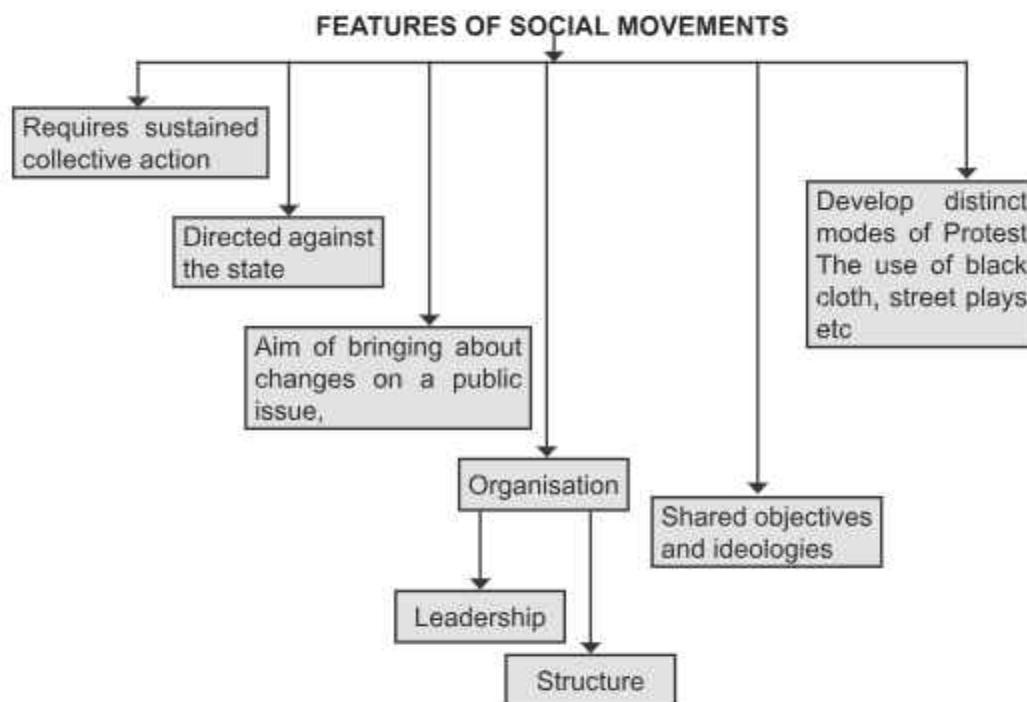 FEATURES OF SOCIAL MOVEMENTS
Requires sustained
collective action
Directed against
the state
Aim of bringing about
changes on a public
issue,
Organisation
Leadership
Structure
Shared objectives
and ideologies
Develop distinct
modes of Protest
The use of black
cloth, street plays
etc